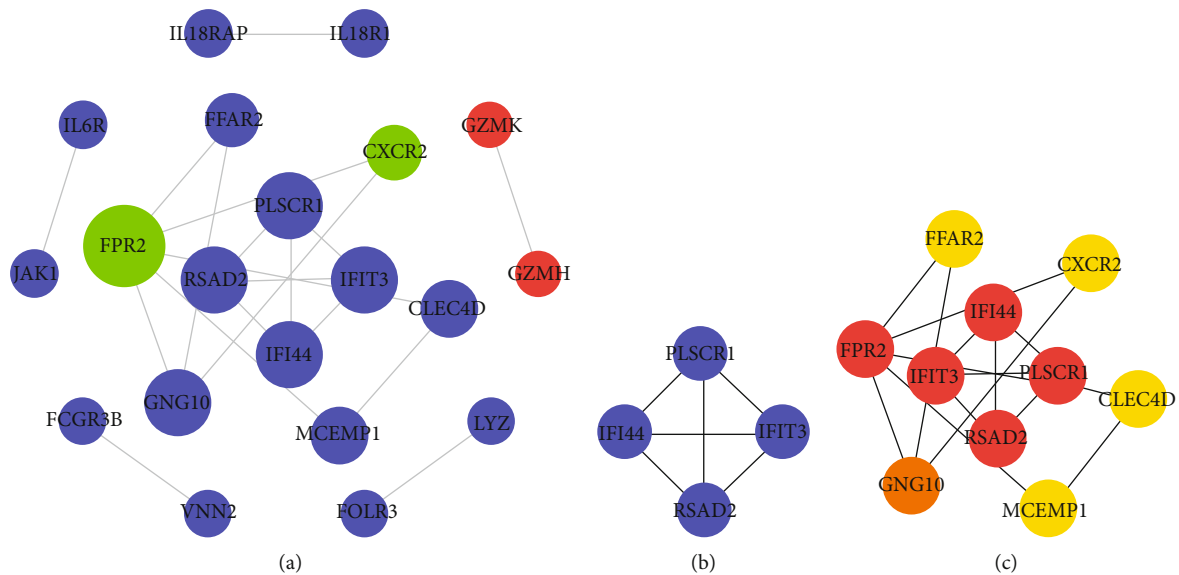 IL18RAP
IL18R1
IL6R
FFAR2
GZMK
CXCR2
PLSCR1
FPR2
JAK1
RSAD2
IFIT3
GZMH
CLEC4D
IFI44
GNG10
FCGR3B
MCEMP1
LYZ
VNN2
FOLR3
(a)
PLSCR1
IFI44
IFIT3
RSAD2
(b)
FFAR2
CXCR2
IFI44
FPR2
IFIT3
PLSCR1
CLEC4D
RSAD2
GNG10
MCEMP1
(c)